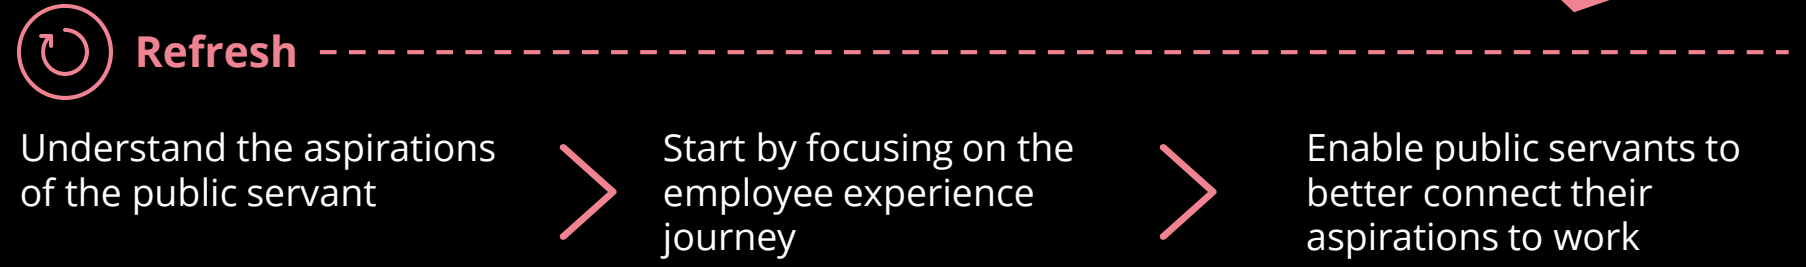 Refresh
Understand the aspirations
of the public servant
Start by focusing on the
employee experience
journey
Enable public servants to
better connect their
aspirations to work